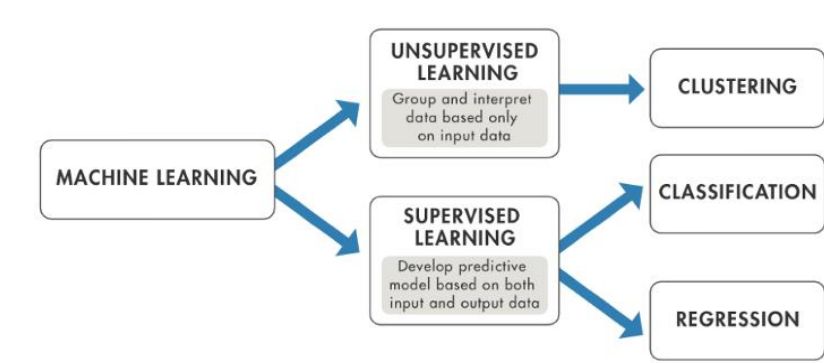 MACHINE LEARNING
UNSUPERVISED
LEARNING
Group and interpret
data based only
on input data
SUPERVISED
LEARNING
Develop predictive
model based on both
input and output data
CLUSTERING
CLASSIFICATION
REGRESSION